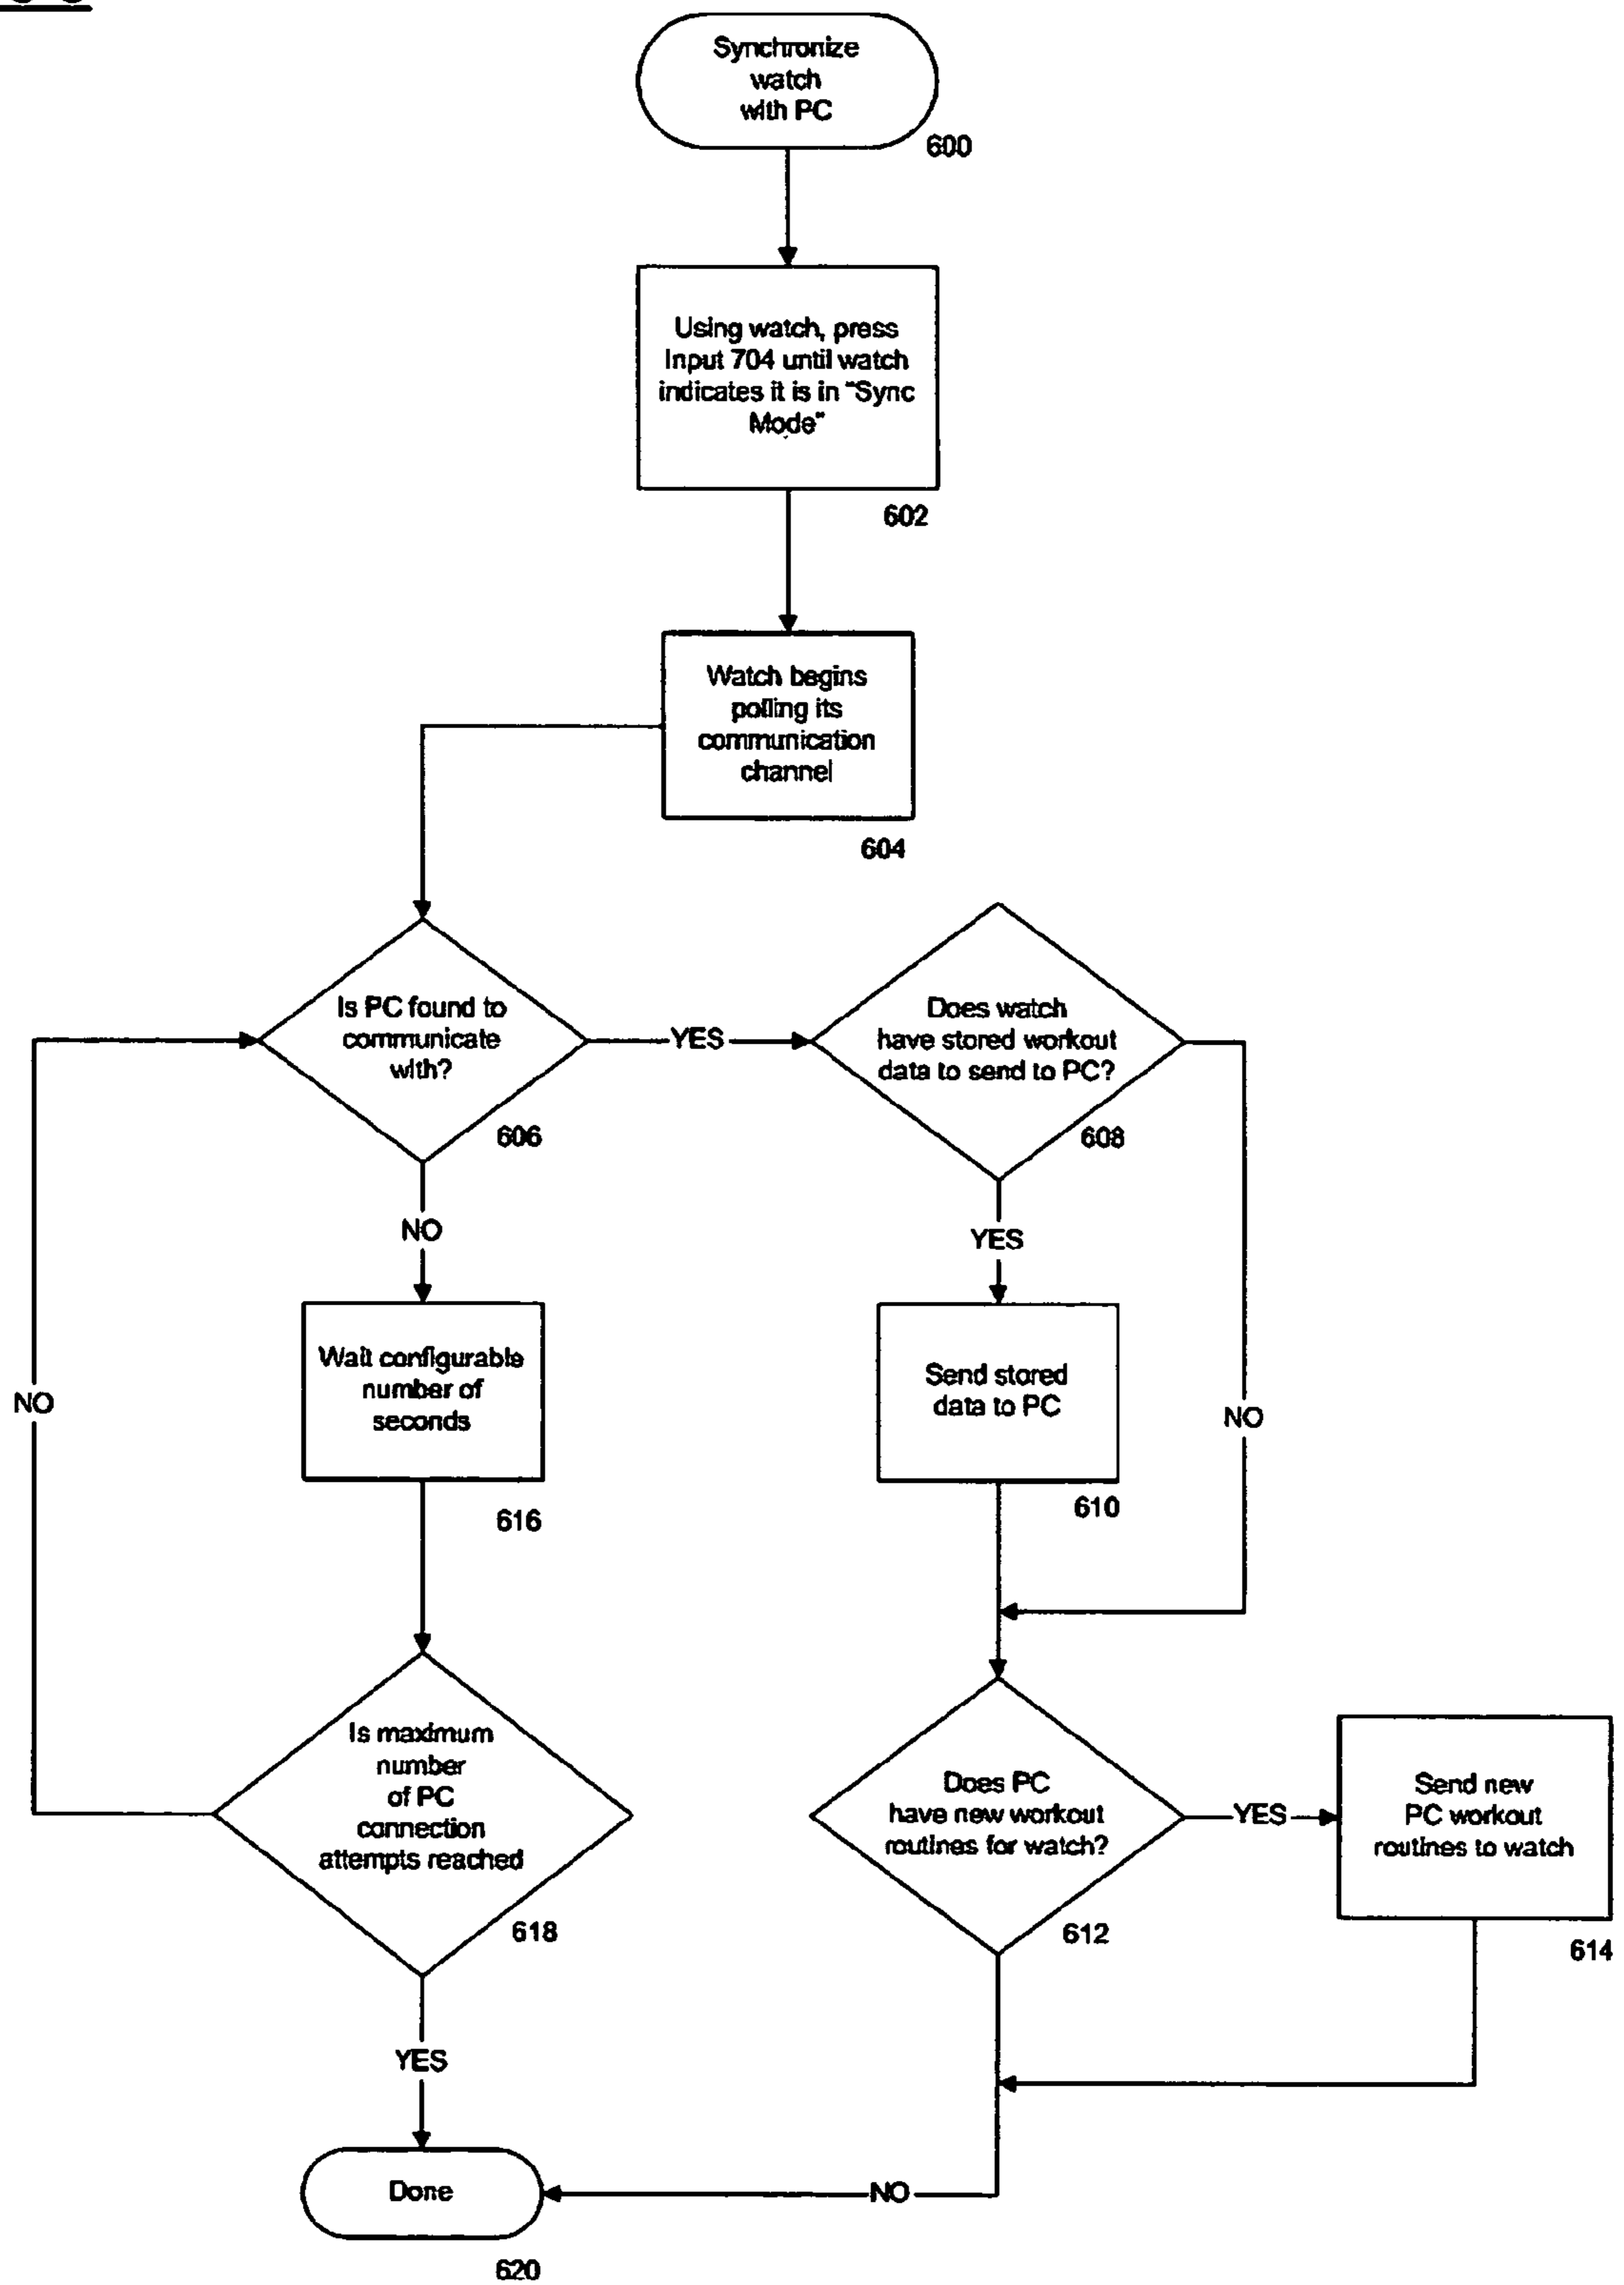 Synchronize
watch
with PC
600
Using watch, press
Input 704 until watch
indicates it is in "Sync
Mode"
602
Watch begins
polling its
communication
channel
604
Is PC found to
communicate
with?
606
YES
Does watch
have stored workout
data to send to PC?
608
NO
YES
Wait configurable
number of
seconds
616
Send stored
data to PC
610
NO
NO
Is maximum
number
of PC
connection
attempts reached
618
Does PC
have new workout
routines for watch?
612
YES
Send new
PC workout
routines to watch
614
YES
Done
620
NO